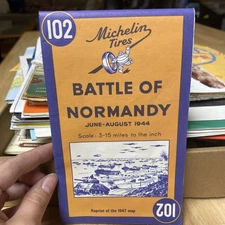 102
Michelin
Tires
BATTLE OF
NORMANDY
JUNE-AUGUST 1944
Scale: 3·15 miles to the inch
Reprint of the 1947 map
102